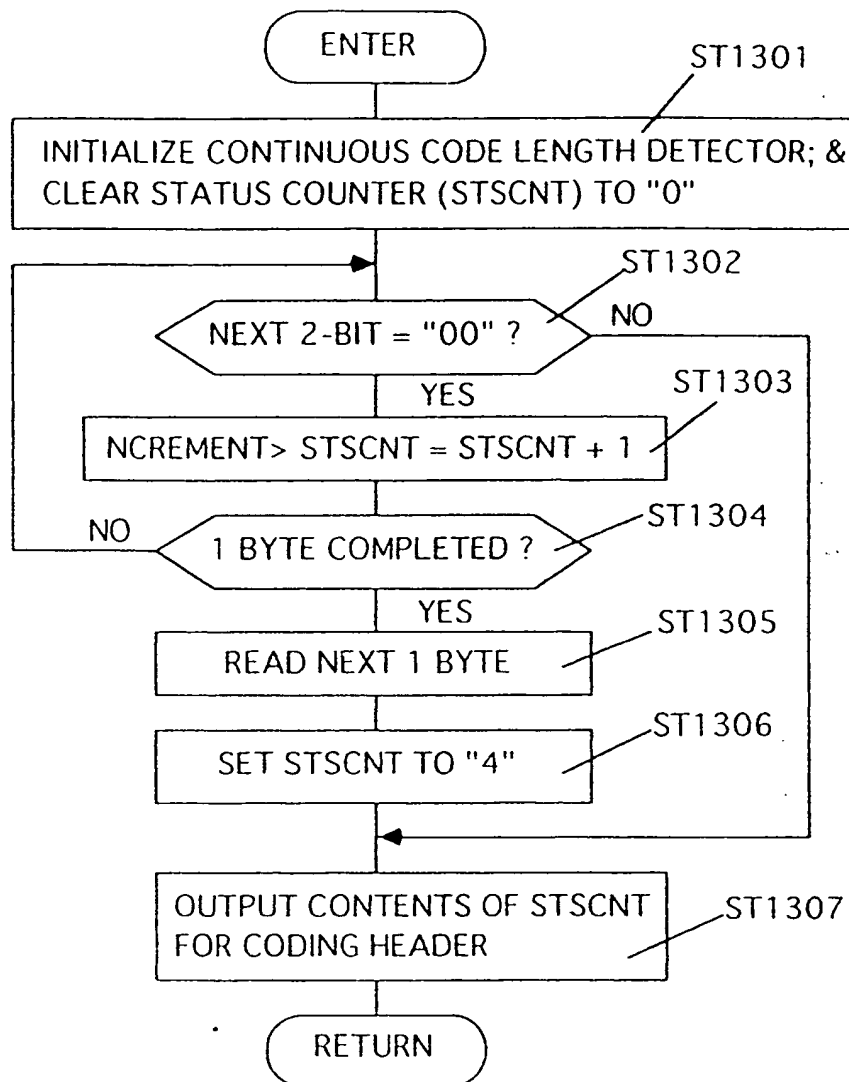 ENTER
ST1301
INITIALIZE CONTINUOUS CODE LENGTH DETECTOR; &
CLEAR STATUS COUNTER (STSCNT) TO "0"
ST1302
NEXT 2-BIT = "00" ?
NO
YES
ST1303
NCREMENT> STSCNT = STSCNT + 1
ST1304
NO
1 BYTE COMPLETED ?
YES
ST1305
READ NEXT 1 BYTE
ST1306
SET STSCNT TO "4"
OUTPUT CONTENTS OF STSCNT
FOR CODING HEADER
ST1307
RETURN